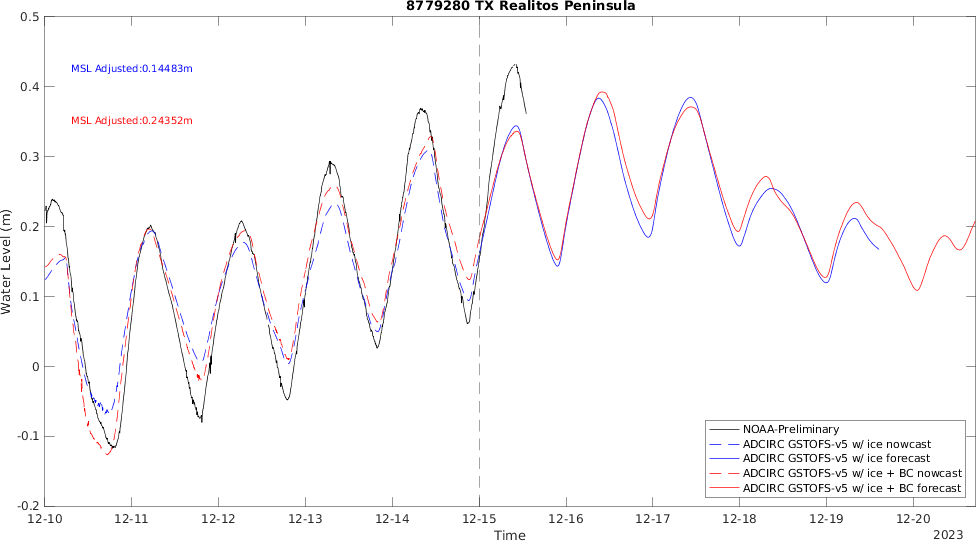 8779280 TX Realitos Peninsula
MSL Adjusted:0.14483m
MSL Adjusted:0.24352m
Water Level (m)
0.5
0.4
0.3
0.2
0.1
0
-0.1
-0.2
NOAA-Preliminary
ADCIRC GSTOFS-v5 w/ ice nowcast
ADCIRC GSTOFS-v5 w/ ice forecast
ADCIRC GSTOFS-v5 w/ ice + BC nowcast
ADCIRC GSTOFS-v5 w/ ice + BC forecast
12-10 12-11 12-12 12-13 12-14 12-15 12-16 12-17 12-18 12-19 12-20
Time
2023